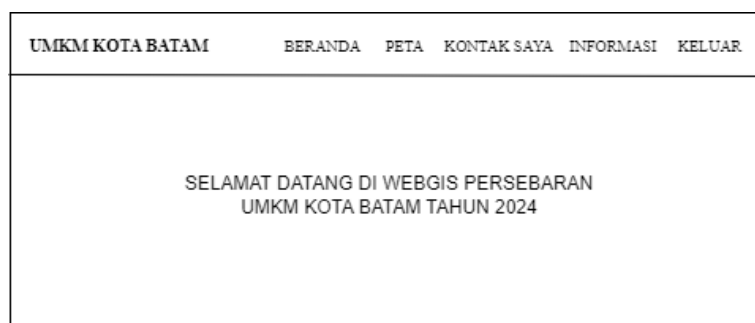 UMKM KOTA BATAM BERANDA PETA KONTAK SAYA INFORMASI KELUAR
SELAMAT DATANG DI WEBGIS PERSEBARAN
UMKM KOTA BATAM TAHUN 2024